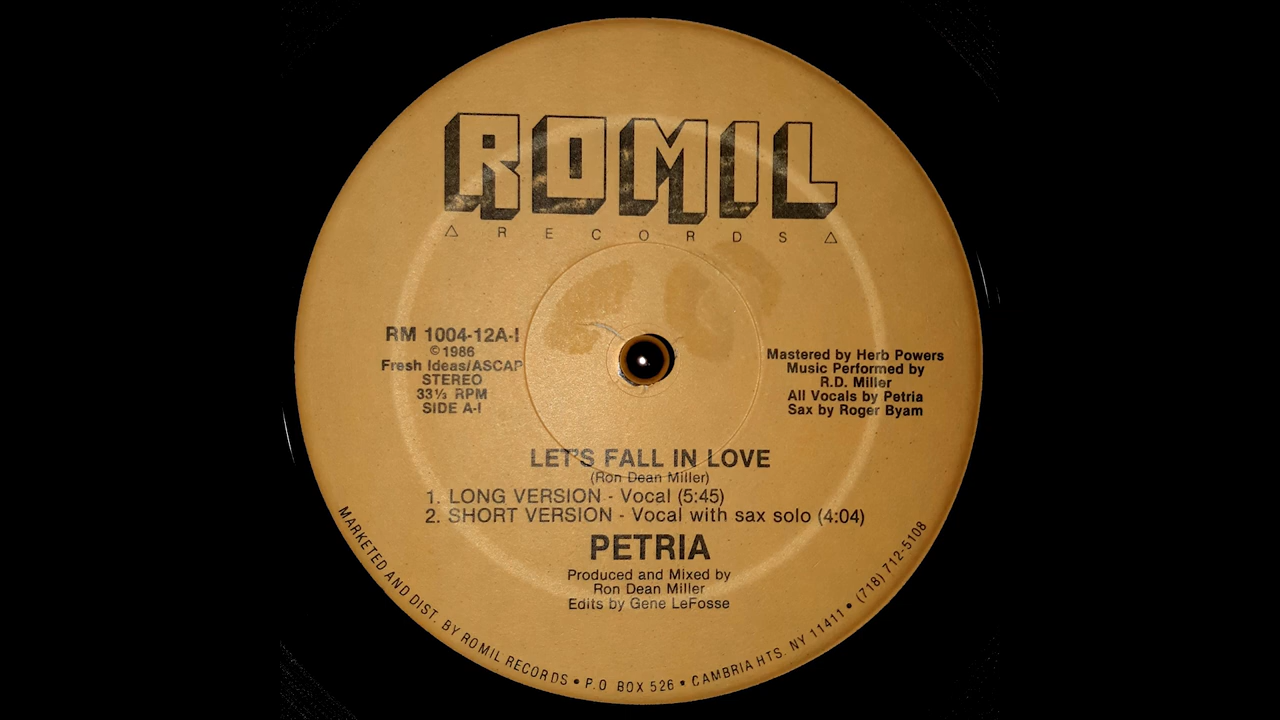 ROMIL
△ RECORDS △
RM 1004-12A-I
©1986
Fresh Ideas/ASCAP
STEREO
33⅓ RPM
SIDE A-I
Mastered by Herb Powers
Music Performed by
R.D. Miller
All Vocals by Petria
Sax by Roger Byam
LET'S FALL IN LOVE
(Ron Dean Miller)
1. LONG VERSION - Vocal (5:45)
2. SHORT VERSION - Vocal with sax solo (4:04)
PETRIA
Produced and Mixed by
Ron Dean Miller
Edits by Gene LeFosse
MARKETED AND DIST. BY ROMIL RECORDS • P.O BOX 526 • CAMBRIA HTS. NY 11411 • (718) 712-5108